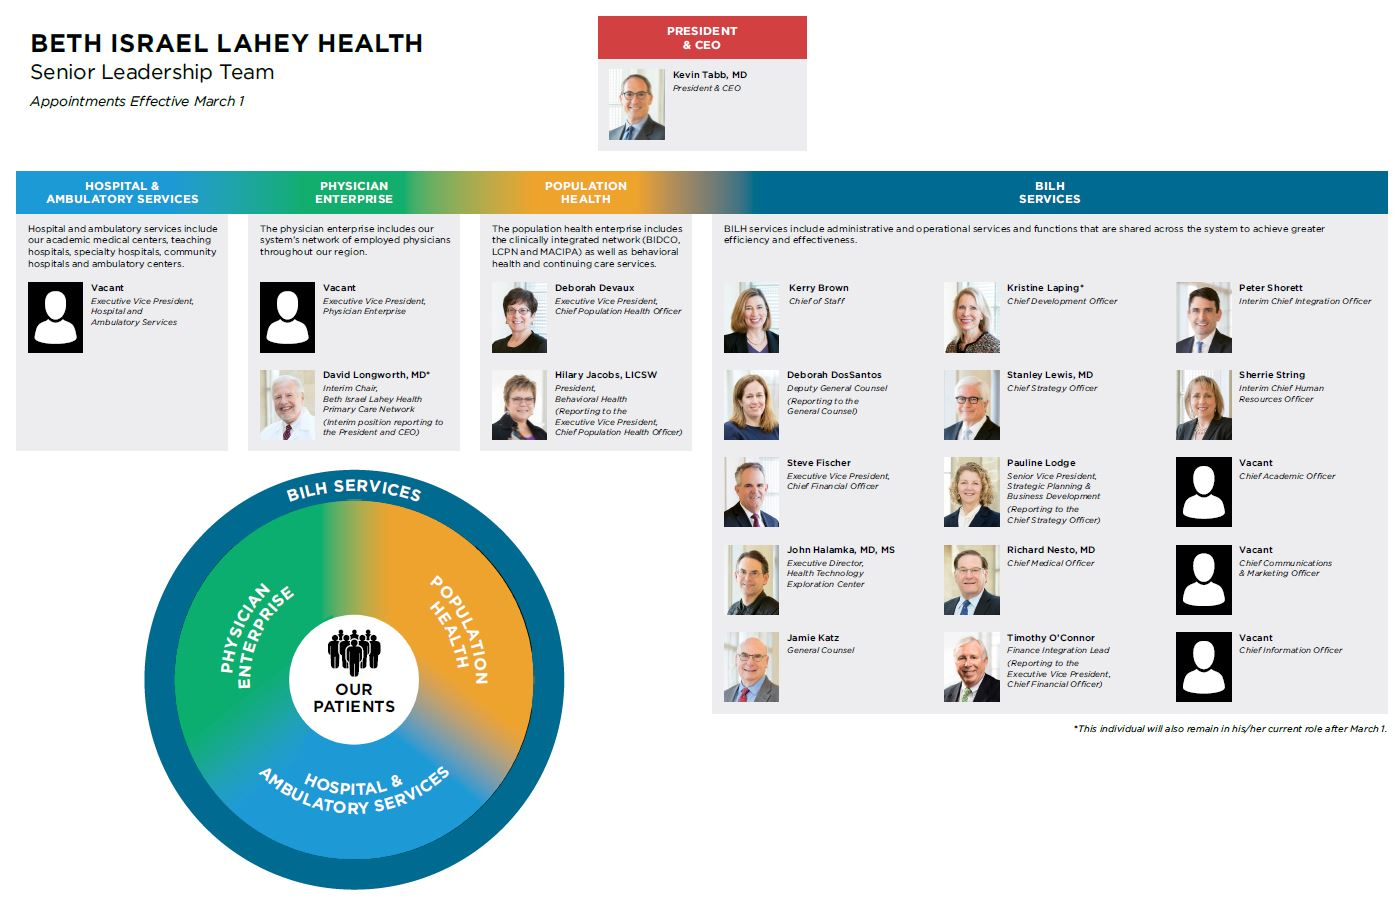 BETH ISRAEL LAHEY HEALTH
Senior Leadership Team
Appointments Effective March 1
PRESIDENT
& CEO
Kevin Tabb, MD
President & CEO
HOSPITAL &
AMBULATORY SERVICES
Hospital and ambulatory services include
our academic medical centers, teaching
hospitals, specialty hospitals, community
hospitals and ambulatory centers.
Vacant
Executive Vice President,
Hospital and
Ambulatory Services
PHYSICIAN
ENTERPRISE
The physician enterprise includes our
system's network of employed physicians
throughout our region.
Vacant
Executive Vice President,
Physician Enterprise
David Longworth, MD*
Interim Chair,
Beth Israel Lahey Health
Primary Care Network
(Interim position reporting to
the President and CEO)
POPULATION
HEALTH
The population health enterprise includes
the clinically integrated network (BIDCO,
LCPN and MACIPA) as well as behavioral
health and continuing care services.
Deborah Devaux
Executive Vice President,
Chief Population Health Officer
Hilary Jacobs, LICSW
President,
Behavioral Health
(Reporting to the
Executive Vice President,
Chief Population Health Officer)
BILH
SERVICES
BILH services include administrative and operational services and functions that are shared across the system to achieve greater
efficiency and effectiveness.
Kerry Brown
Chief of Staff
Deborah DosSantos
Deputy General Counsel
(Reporting to the
General Counsel)
Steve Fischer
Executive Vice President,
Chief Financial Officer
John Halamka, MD, MS
Executive Director,
Health Technology
Exploration Center
Jamie Katz
General Counsel
Kristine Laping*
Chief Development Officer
Stanley Lewis, MD
Chief Strategy Officer
Pauline Lodge
Senior Vice President,
Strategic Planning &
Business Development
(Reporting to the
Chief Strategy Officer)
Richard Nesto, MD
Chief Medical Officer
Timothy O'Connor
Finance Integration Lead
(Reporting to the
Executive Vice President,
Chief Financial Officer)
Peter Shorett
Interim Chief Integration Officer
Sherrie String
Interim Chief Human
Resources Officer
Vacant
Chief Academic Officer
Vacant
Chief Communications
& Marketing Officer
Vacant
Chief Information Officer
*This individual will also remain in his/her current role after March 1.
BILH SERVICES
PHYSICIAN
ENTERPRISE
POPULATION
HEALTH
OUR
PATIENTS
HOSPITAL &
AMBULATORY SERVICES